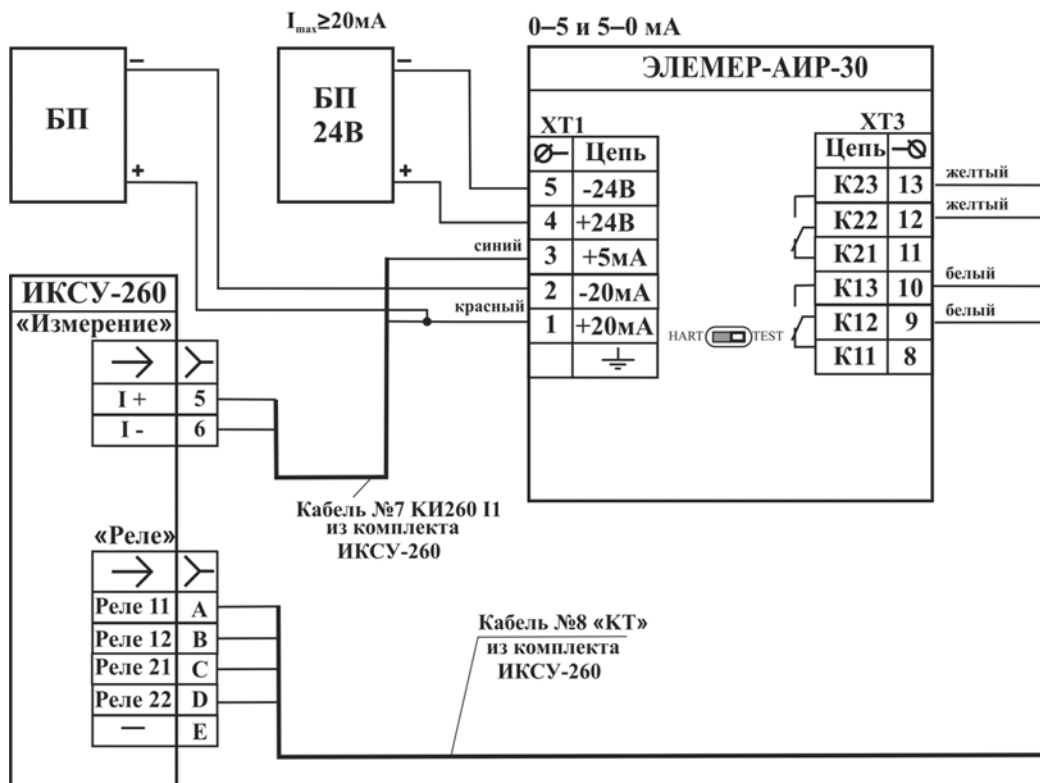 Imax≥20мА
0–5 и 5–0 мА
БП
−
+
БП
24В
−
+
ЭЛЕМЕР-АИР-30
XT1
Цепь
5 -24В
4 +24В
3 +5мА
2 -20мА
1 +20мА
синий
красный
HART TEST
XT3
Цепь
К23 13
К22 12
К21 11
К13 10
К12 9
К11 8
желтый
желтый
белый
белый
ИКСУ-260
«Измерение»
I + 5
I - 6
Кабель №7 КИ260 I1
из комплекта
ИКСУ-260
«Реле»
Реле 11 A
Реле 12 B
Реле 21 C
Реле 22 D
— E
Кабель №8 «КТ»
из комплекта
ИКСУ-260